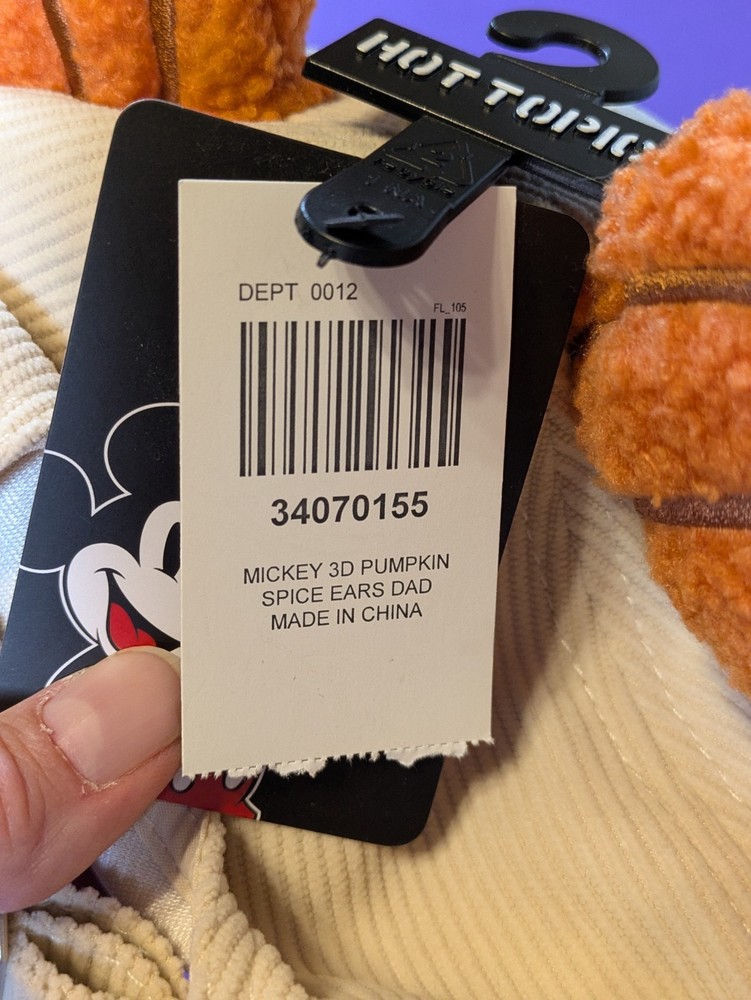 HOT TOPIC
DEPT 0012
FL_105
34070155
MICKEY 3D PUMPKIN
SPICE EARS DAD
MADE IN CHINA